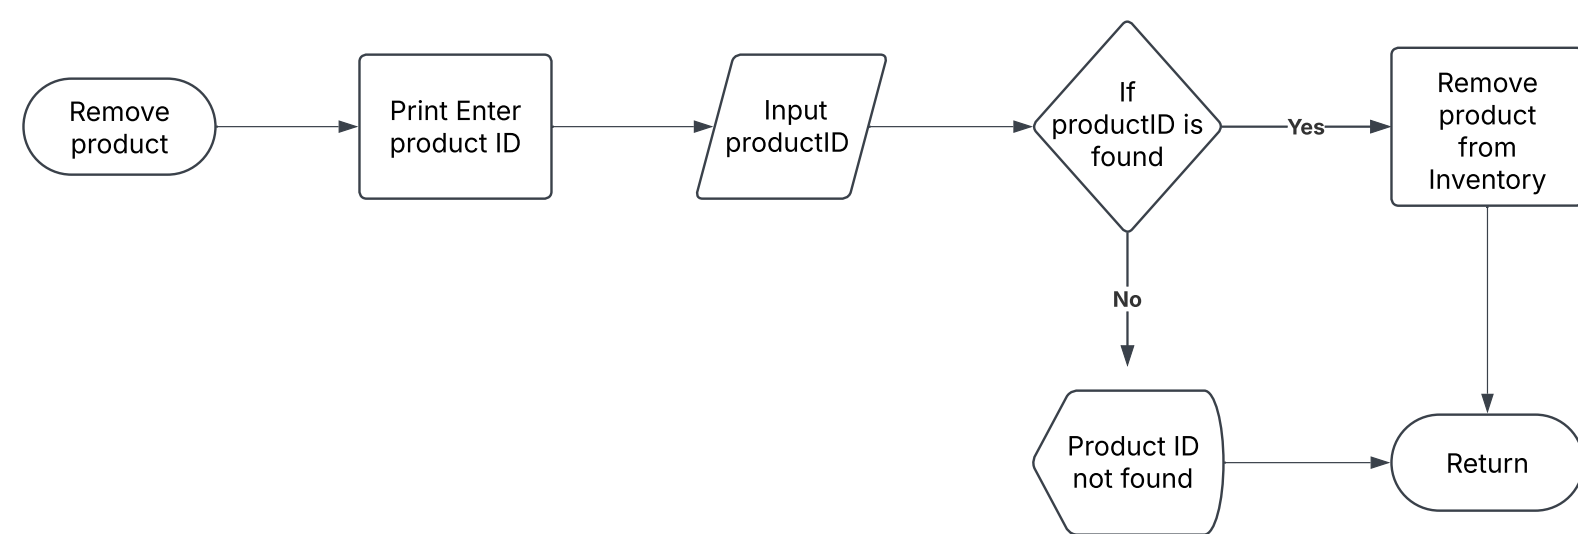 Remove
product
Print Enter
product ID
Input
productID
If
productID is
found
Yes
Remove
product
from
Inventory
No
Product ID
not found
Return